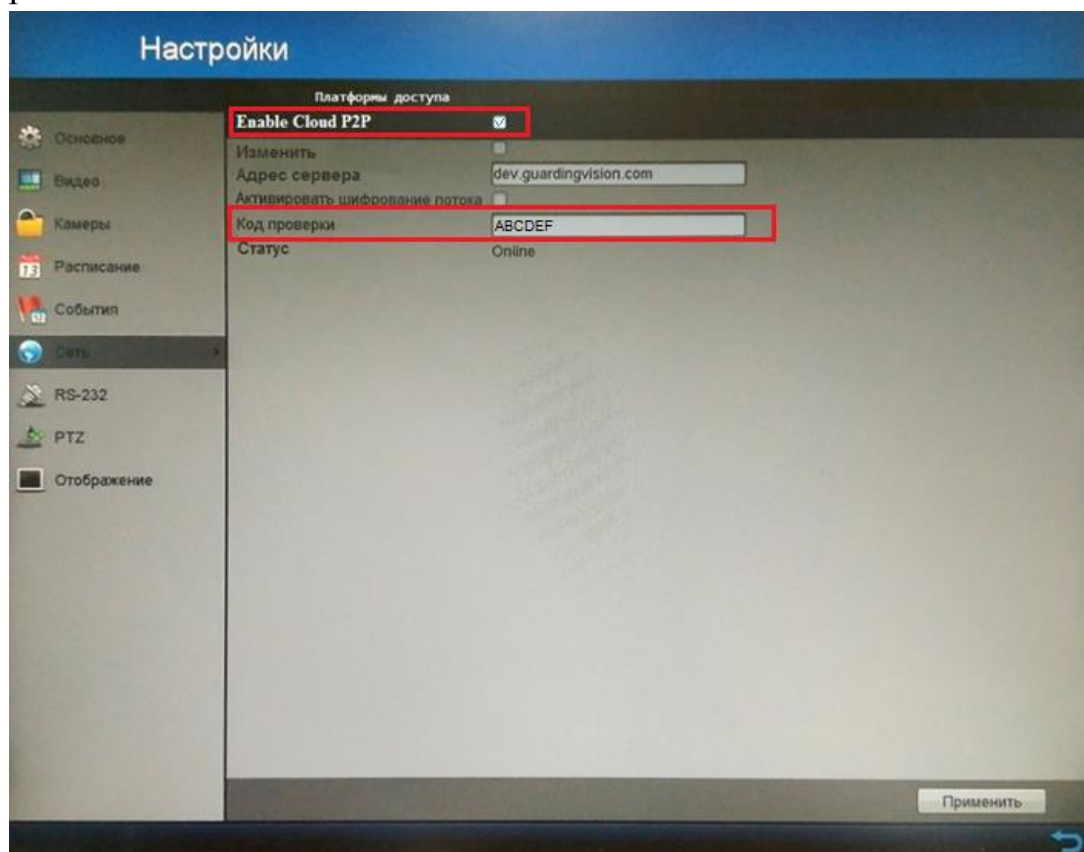 Настройки
Платформы доступа
Enable Cloud P2P
Изменить
Адрес сервера dev.guardingvision.com
Активировать шифрование потока
Код проверки ABCDEF
Статус Online
Основное
Видео
Камеры
13 Расписание
События
Сеть
RS-232
PTZ
Отображение
Применить